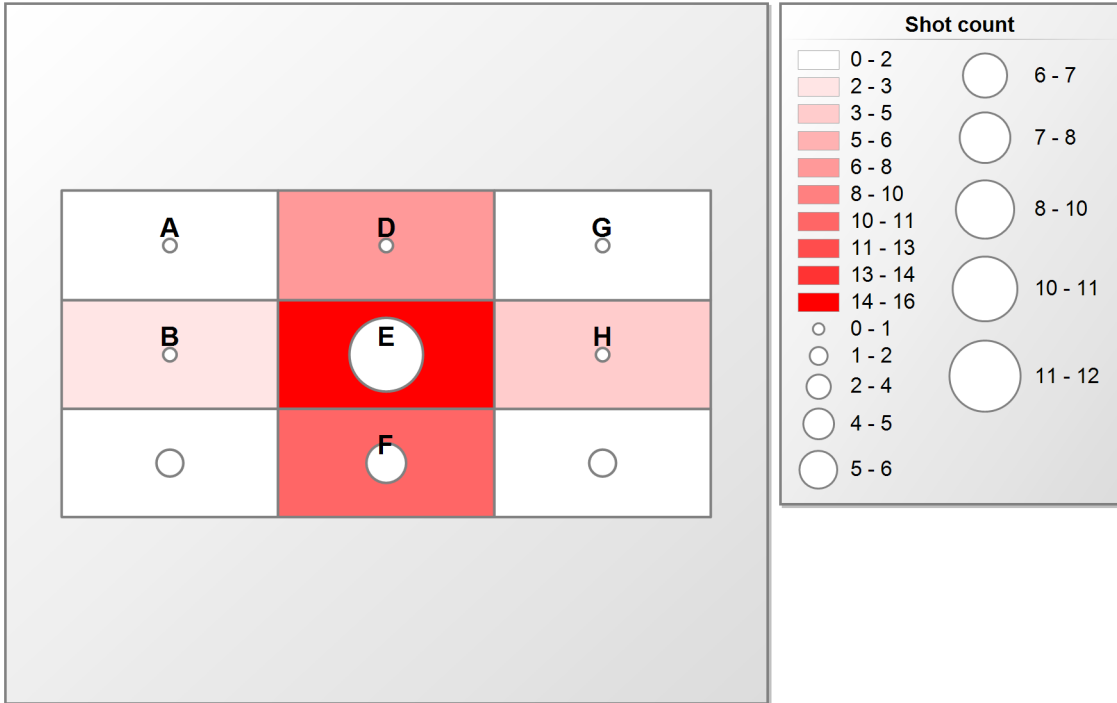 A D G
B E H
F
Shot count
0 - 2
2 - 3
3 - 5
5 - 6
6 - 8
8 - 10
10 - 11
11 - 13
13 - 14
14 - 16
0 - 1
1 - 2
2 - 4
4 - 5
5 - 6
6 - 7
7 - 8
8 - 10
10 - 11
11 - 12